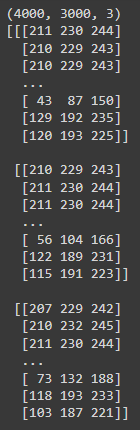 (4000, 3000, 3)
[[[211 230 244]
[210 229 243]
[210 229 243]
...
[ 43 87 150]
[129 192 235]
[120 193 225]]
[[210 229 243]
[211 230 244]
[211 230 244]
...
[ 56 104 166]
[122 189 231]
[115 191 223]]
[[207 229 242]
[210 232 245]
[211 230 244]
...
[ 73 132 188]
[118 193 233]
[103 187 221]]